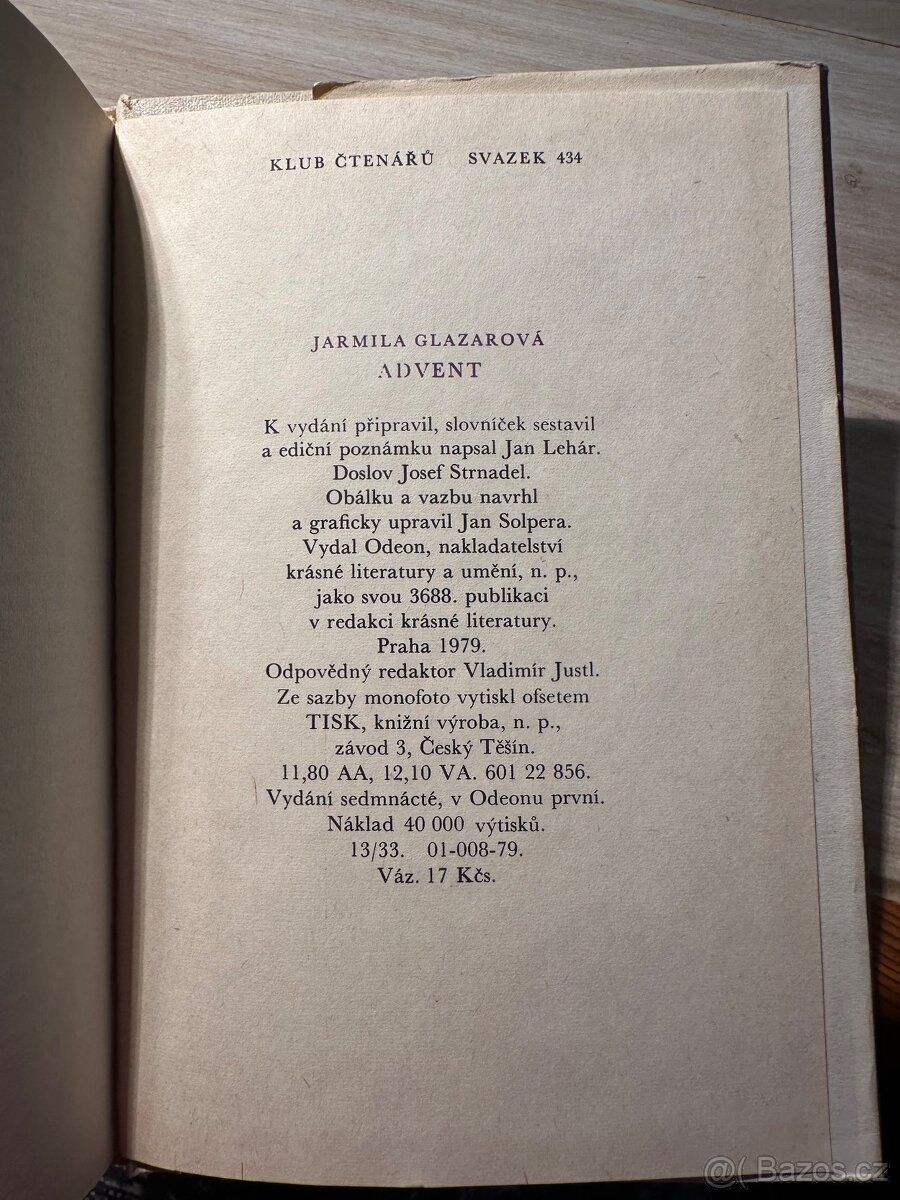 KLUB ČTENÁŘŮ SVAZEK 434
JARMILA GLAZAROVÁ
ADVENT
K vydání připravil, slovníček sestavil
a ediční poznámku napsal Jan Lehár.
Doslov Josef Strnadel.
Obálku a vazbu navrhl
a graficky upravil Jan Solpera.
Vydal Odeon, nakladatelství
krásné literatury a umění, n. p.,
jako svou 3688. publikaci
v redakci krásné literatury.
Praha 1979.
Odpovědný redaktor Vladimír Justl.
Ze sazby monofoto vytiskl ofsetem
TISK, knižní výroba, n. p.,
závod 3, Český Těšín.
11,80 AA, 12,10 VA. 601 22 856.
Vydání sedmnácté, v Odeonu první.
Náklad 40 000 výtisků.
13/33. 01-008-79.
Váz. 17 Kčs.
@( Bazos.cz